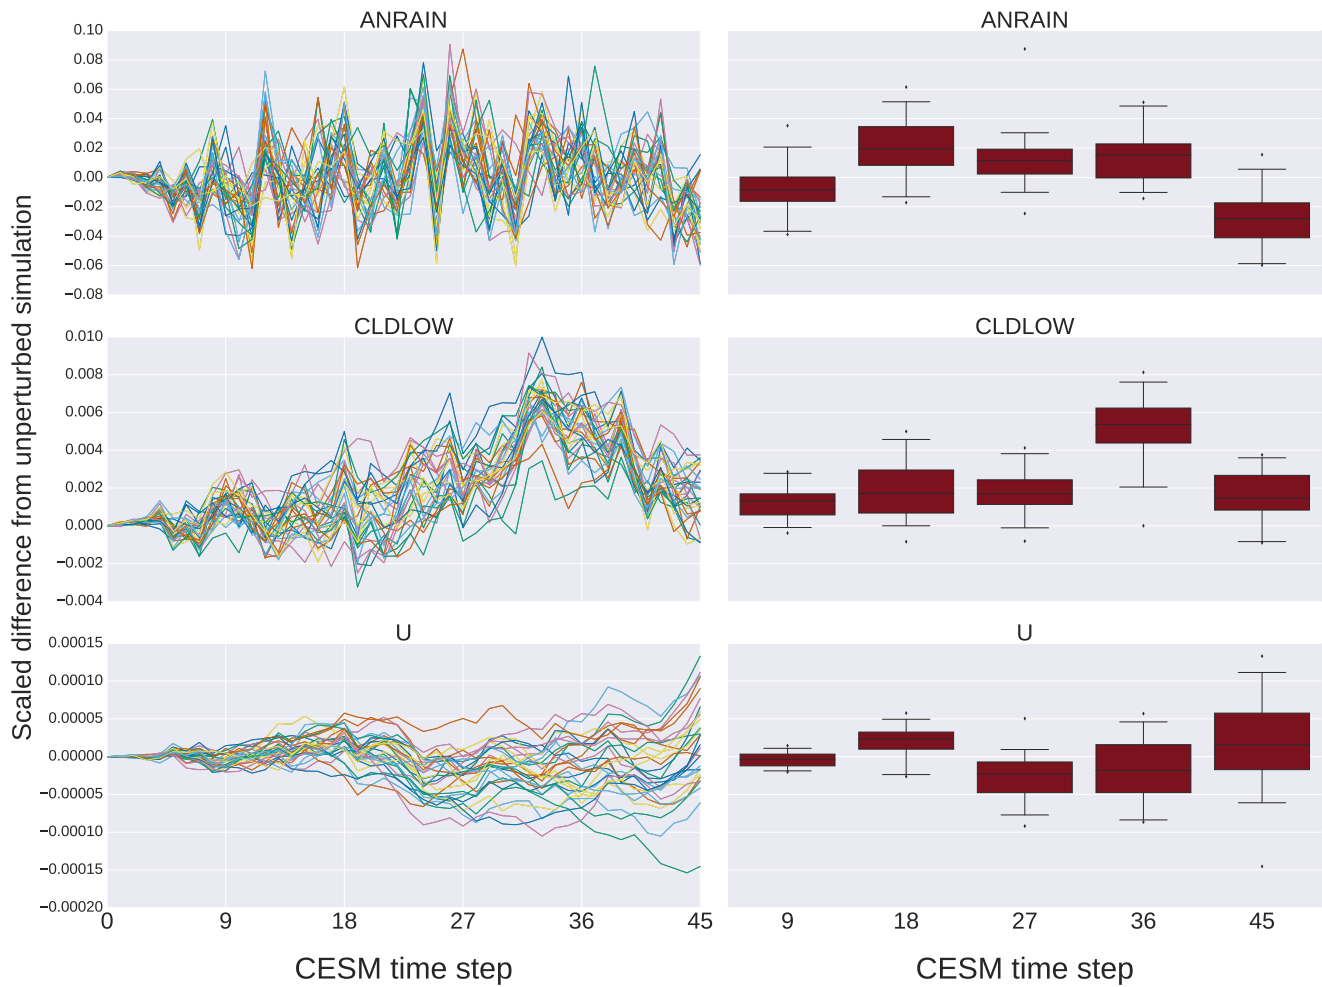 ANRAIN
ANRAIN
0.10
0.08
0.06
0.04
0.02
0.00
−0.02
−0.04
−0.06
−0.08
CLDLOW
CLDLOW
0.010
0.008
0.006
0.004
0.002
0.000
−0.002
−0.004
Scaled difference from unperturbed simulation
U
U
0.00015
0.00010
0.00005
0.00000
−0.00005
−0.00010
−0.00015
−0.00020
0 9 18 27 36 45
9 18 27 36 45
CESM time step
CESM time step